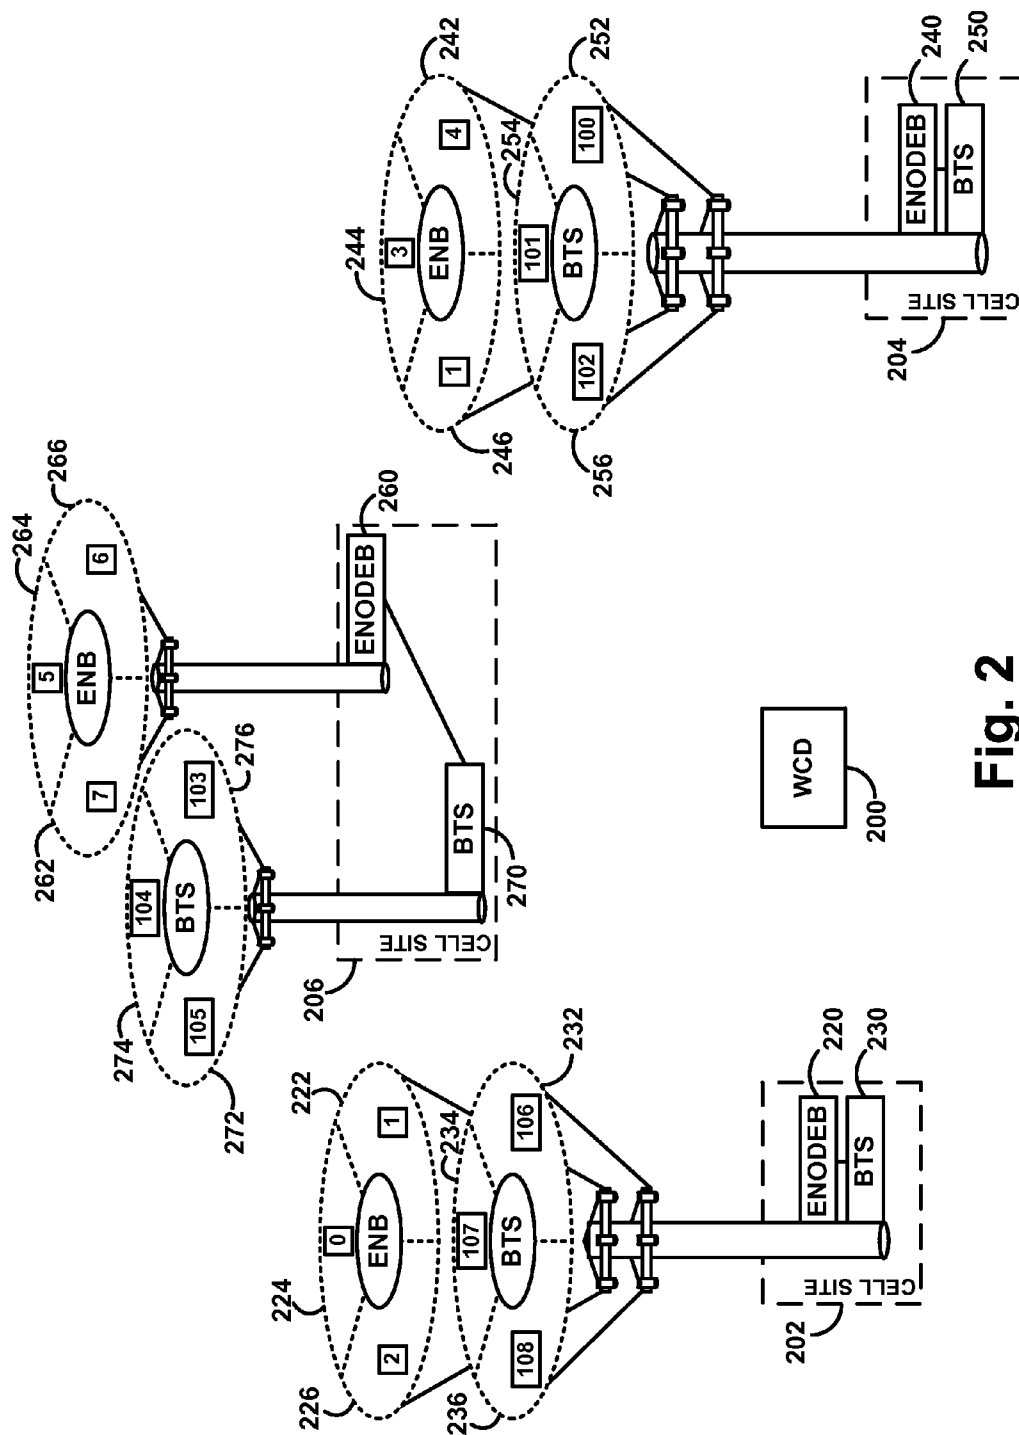 226
224
222
0
2
ENB
1
236
234
232
107
108
BTS
106
202
CELL SITE
ENODEB
220
BTS
230
262
264
266
5
7
ENB
6
272
274
276
104
105
BTS
103
206
CELL SITE
ENODEB
260
BTS
270
246
244
242
3
1
ENB
4
256
254
252
101
102
BTS
100
204
CELL SITE
ENODEB
240
BTS
250
WCD
200
Fig. 2